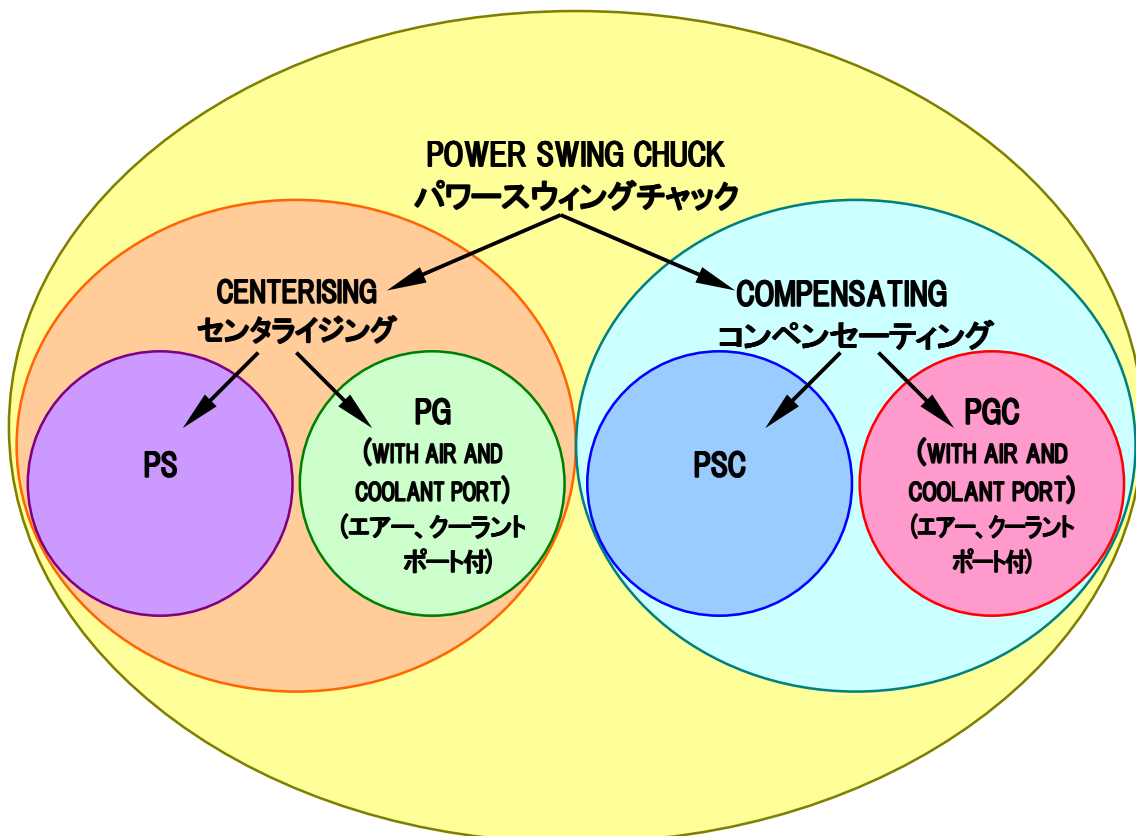 POWER SWING CHUCK
パワースウィングチャック
CENTERISING
センタライジング
COMPENSATING
コンペンセーティング
PS
PG
(WITH AIR AND
COOLANT PORT)
(エアー、クーラント
ポート付)
PSC
PGC
(WITH AIR AND
COOLANT PORT)
(エアー、クーラント
ポート付)